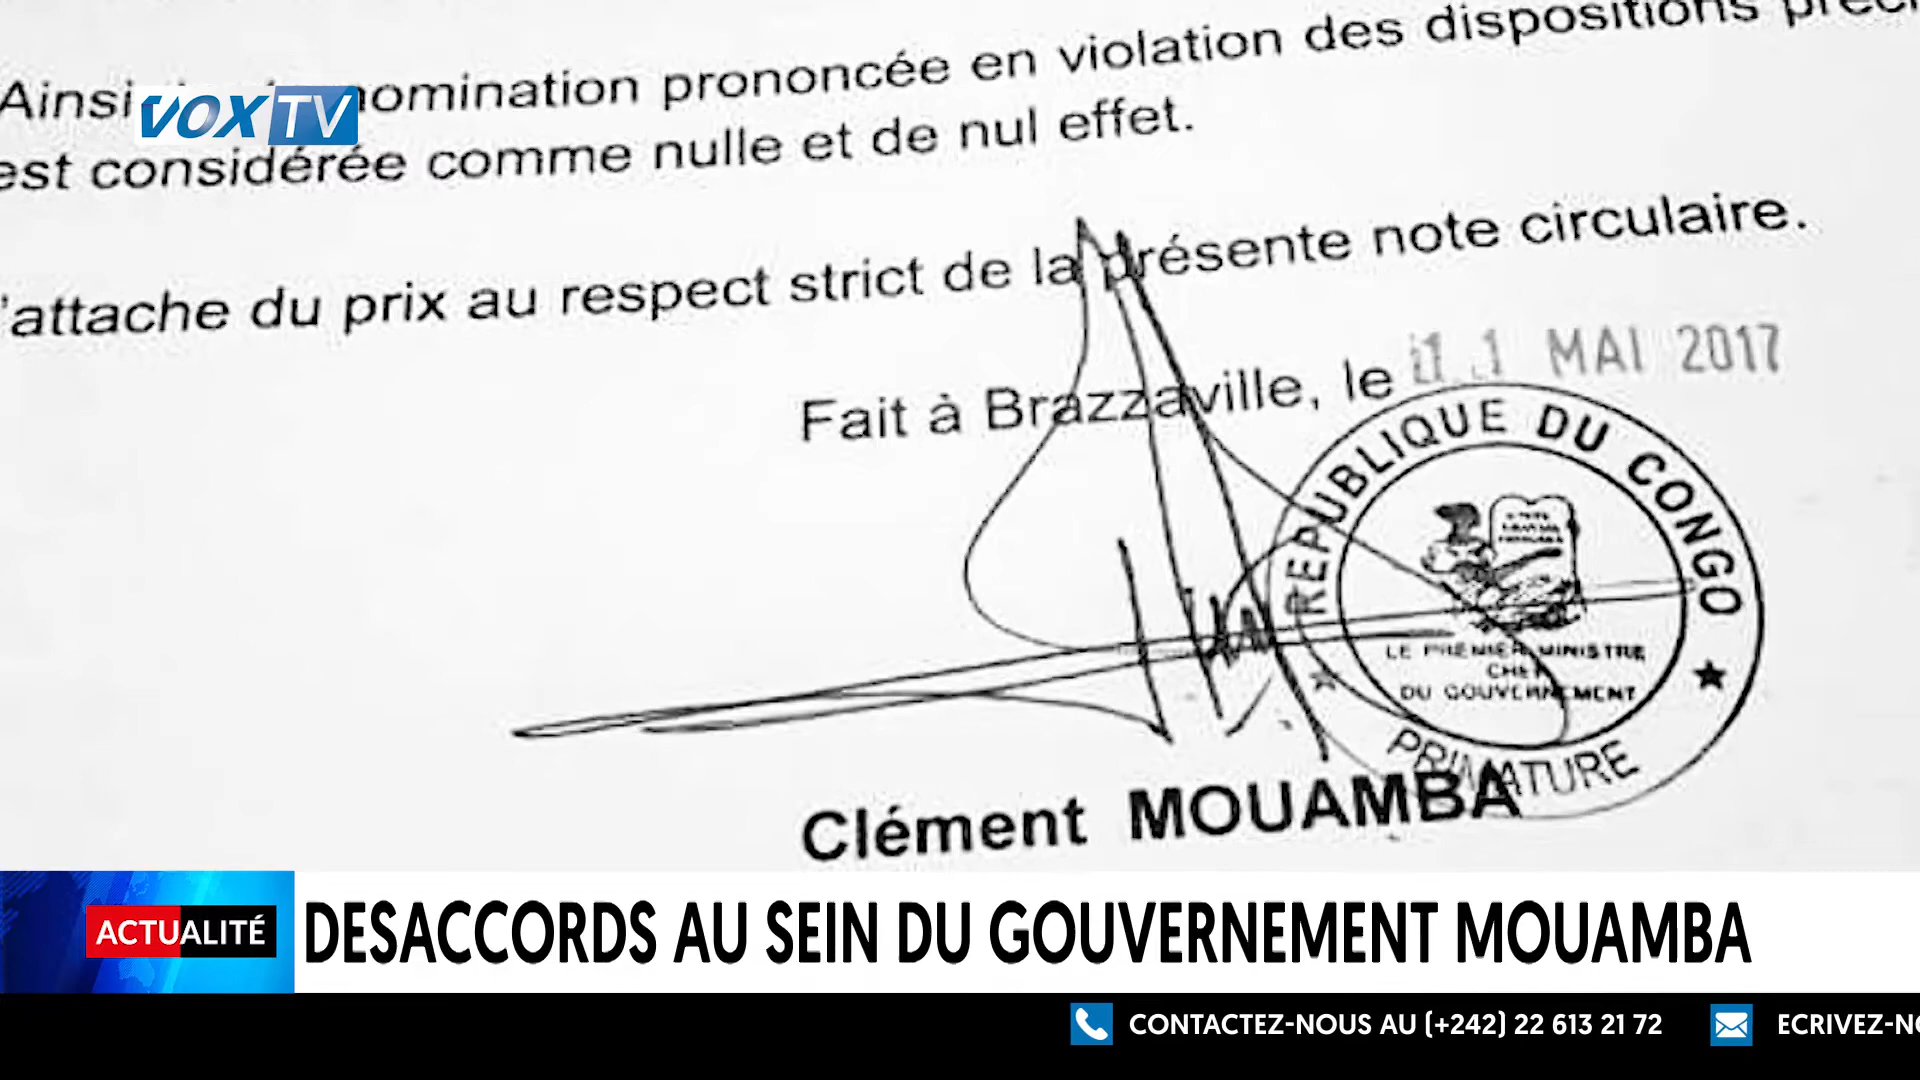 Ainsi nomination prononcée en violation des dispositions
est considérée comme nulle et de nul effet.
VOX TV
'attache du prix au respect strict de la présente note circulaire.
Fait à Brazzaville, le 11 MAI 2017
REPUBLIQUE DU CONGO
LE PREMIER MINISTRE
CHEF
DU GOUVERNEMENT
PRIMATURE
Clément MOUAMBA
ACTUALITÉ
DESACCORDS AU SEIN DU GOUVERNEMENT MOUAMBA
CONTACTEZ-NOUS AU (+242) 22 613 21 72
ECRIVEZ-N